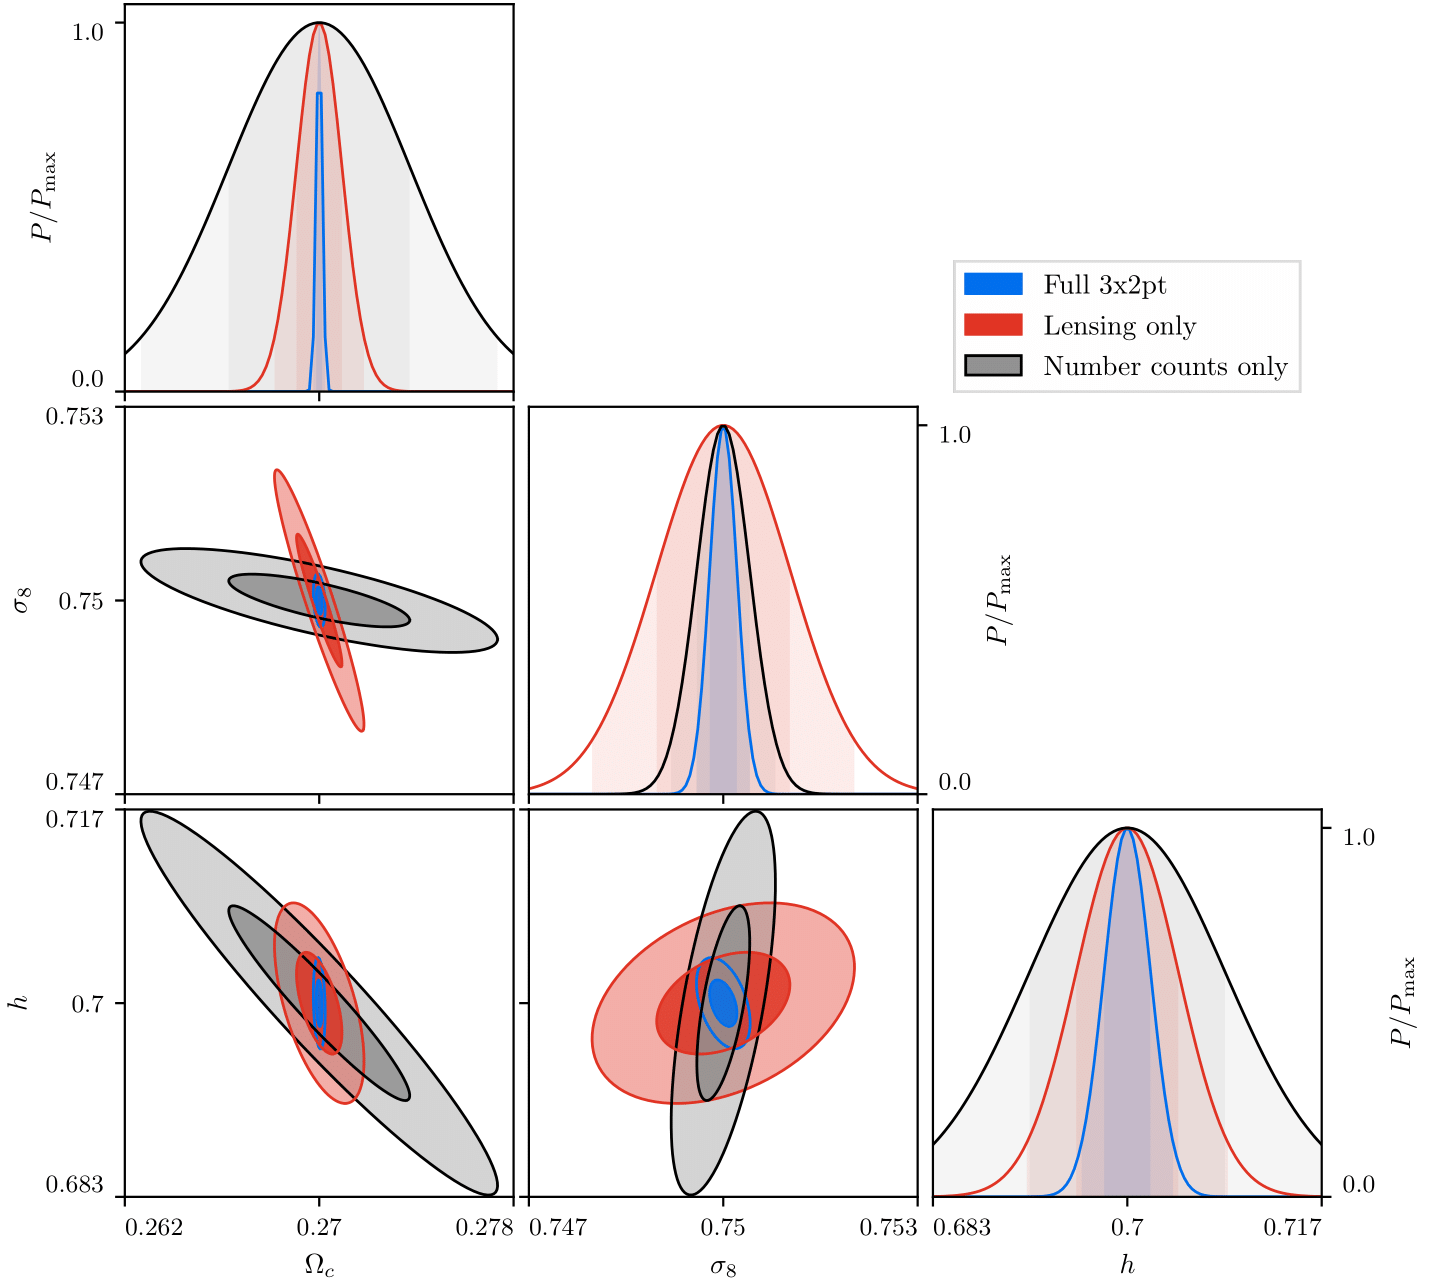 1.0
P/P_max
0.0
Full 3x2pt
Lensing only
Number counts only
0.753
σ_8
0.75
0.747
1.0
P/P_max
0.0
0.717
h
0.7
0.683
1.0
P/P_max
0.0
0.262 0.27 0.278 0.747 0.75 0.753 0.683 0.7 0.717
Ω_c σ_8 h